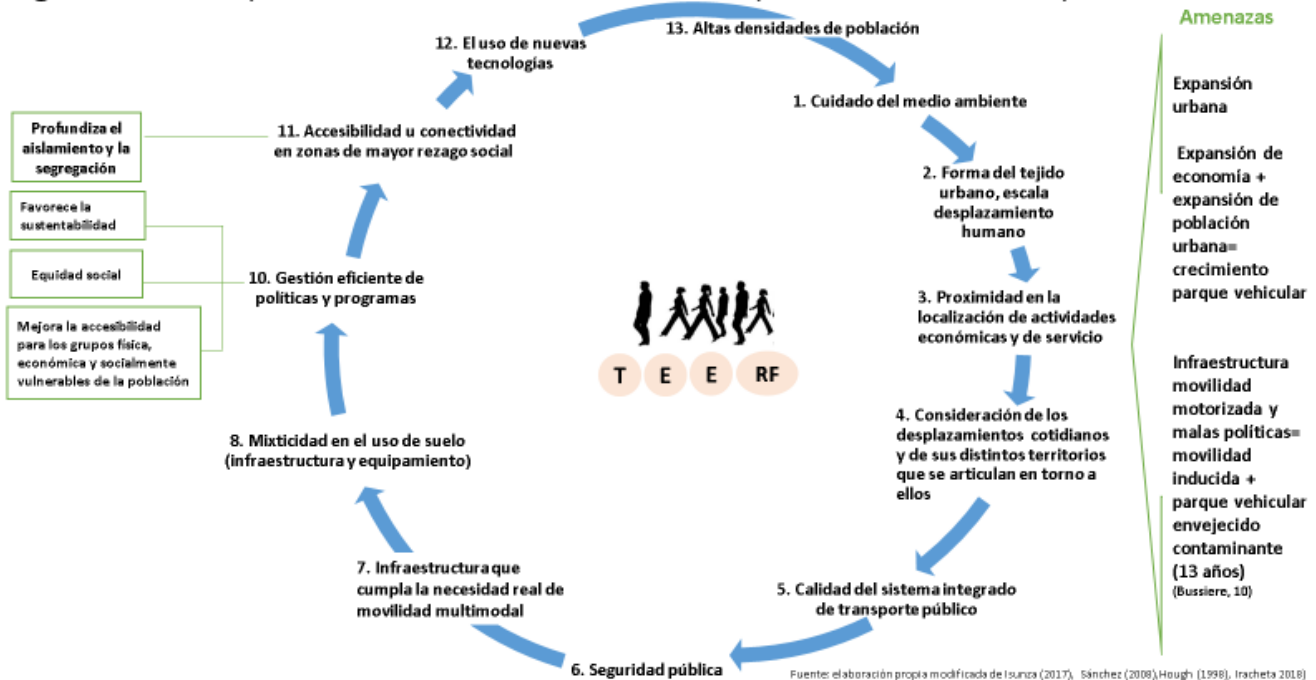 Amenazas
13. Altas densidades de población
12. El uso de nuevas
tecnologías
1. Cuidado del medio ambiente
2. Forma del tejido
urbano, escala
desplazamiento
humano
3. Proximidad en la
localización de actividades
económicas y de servicio
4. Consideración de los
desplazamientos cotidianos
y de sus distintos territorios
que se articulan en torno a
ellos
5. Calidad del sistema integrado
de transporte público
6. Seguridad pública
7. Infraestructura que
cumpla la necesidad real de
movilidad multimodal
8. Mixticidad en el uso de suelo
(infraestructura y equipamiento)
10. Gestión eficiente de
políticas y programas
11. Accesibilidad u conectividad
en zonas de mayor rezago social
Profundiza el
aislamiento y la
segregación
Favorece la
sustentabilidad
Equidad social
Mejora la accesibilidad
para los grupos física,
económica y socialmente
vulnerables de la población
T E E RF
Expansión
urbana
Expansión de
economía +
expansión de
población
urbana=
crecimiento
parque vehicular
Infraestructura
movilidad
motorizada y
malas políticas=
movilidad
inducida +
parque vehicular
envejecido
contaminante
(13 años)
(Bussiere, 10)
Fuente: elaboración propia modificada de Isunza (2017), Sánchez (2008),Hough (1998), Iracheta 2018)